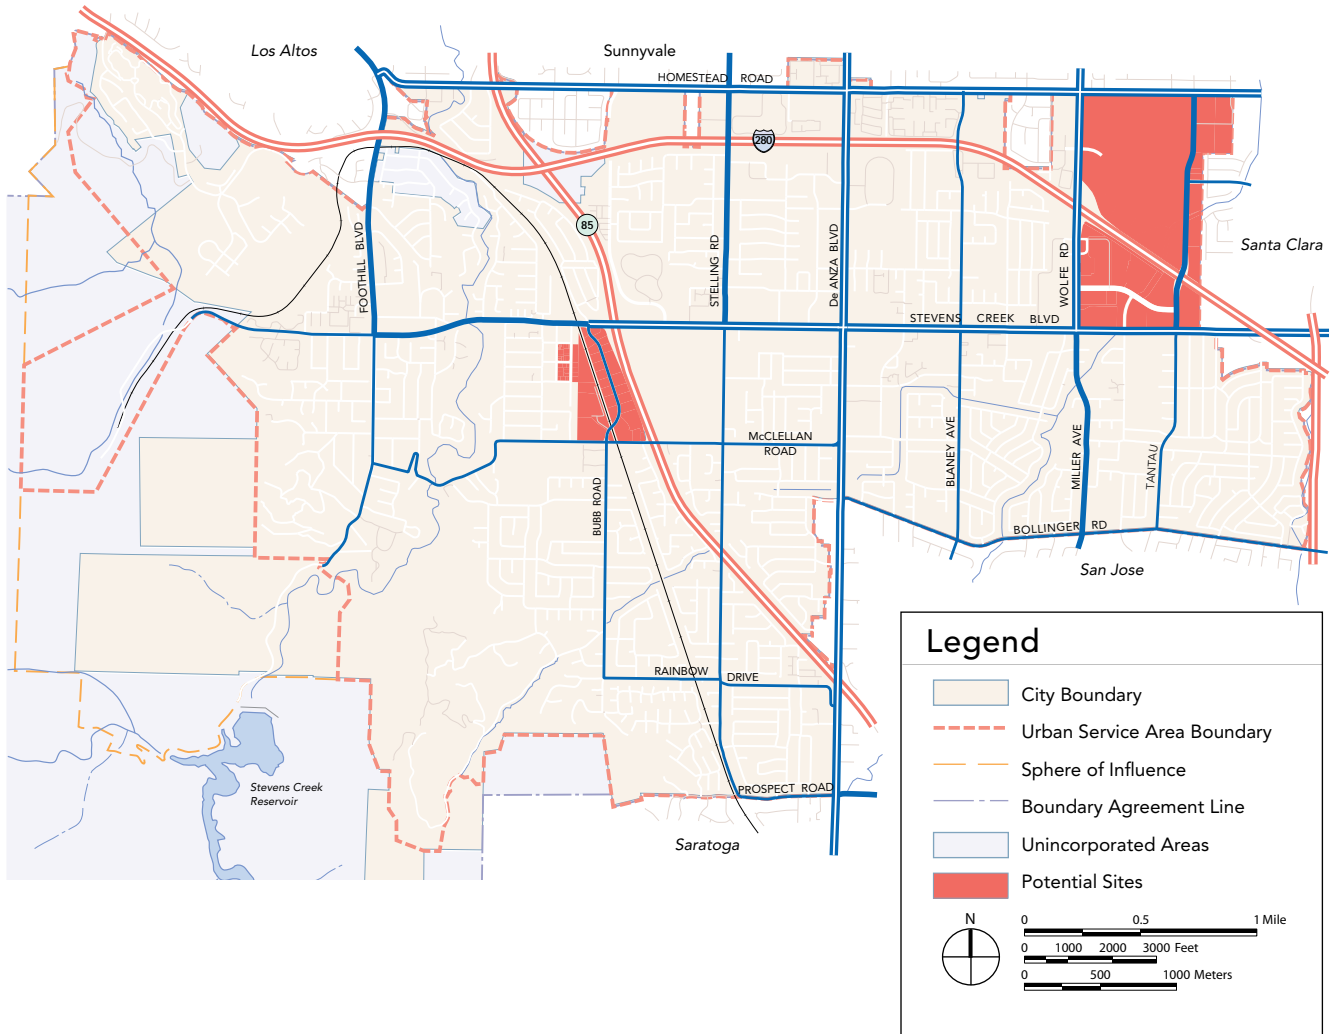 Los Altos
Sunnyvale
HOMESTEAD ROAD
280
85
FOOTHILL BLVD
STELLING RD
De ANZA BLVD
WOLFE RD
Santa Clara
STEVENS CREEK BLVD
McCLELLAN
ROAD
BUBB ROAD
BLANEY AVE
MILLER AVE
TANTAU
BOLLINGER RD
San Jose
RAINBOW DRIVE
Stevens Creek
Reservoir
PROSPECT ROAD
Saratoga
Legend
City Boundary
Urban Service Area Boundary
Sphere of Influence
Boundary Agreement Line
Unincorporated Areas
Potential Sites
N
0 0.5 1 Mile
0 1000 2000 3000 Feet
0 500 1000 Meters